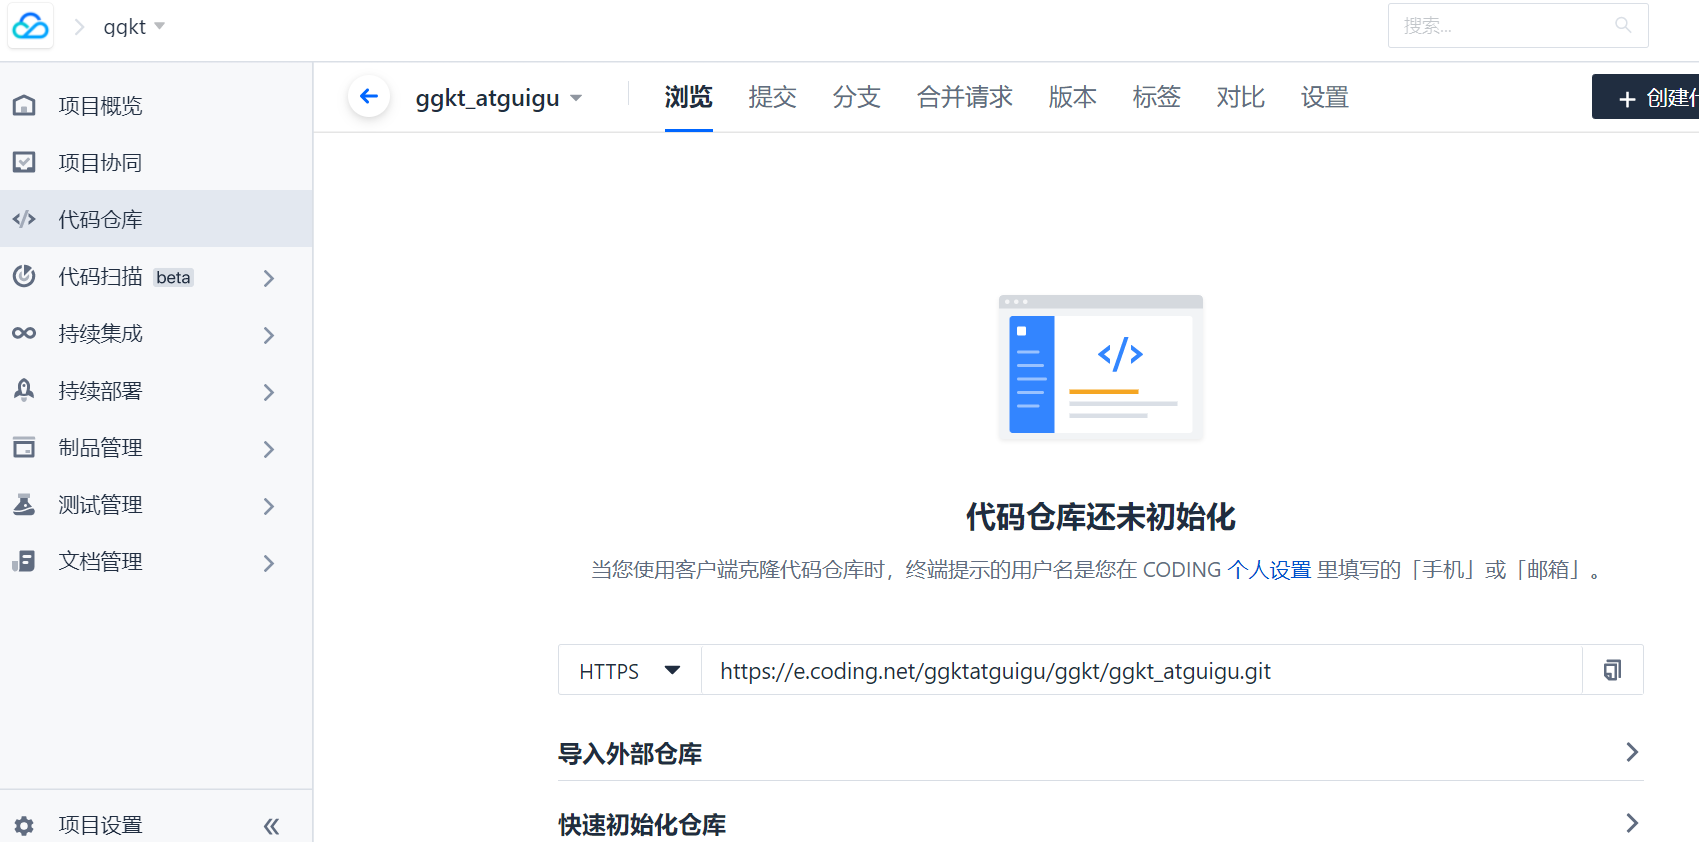 ggkt
搜索...
项目概览
项目协同
代码仓库
代码扫描 beta
持续集成
持续部署
制品管理
测试管理
文档管理
项目设置
ggkt_atguigu
浏览 提交 分支 合并请求 版本 标签 对比 设置
+ 创建
代码仓库还未初始化
当您使用客户端克隆代码仓库时，终端提示的用户名是您在 CODING 个人设置 里填写的「手机」或「邮箱」。
HTTPS https://e.coding.net/ggktatguigu/ggkt/ggkt_atguigu.git
导入外部仓库
快速初始化仓库